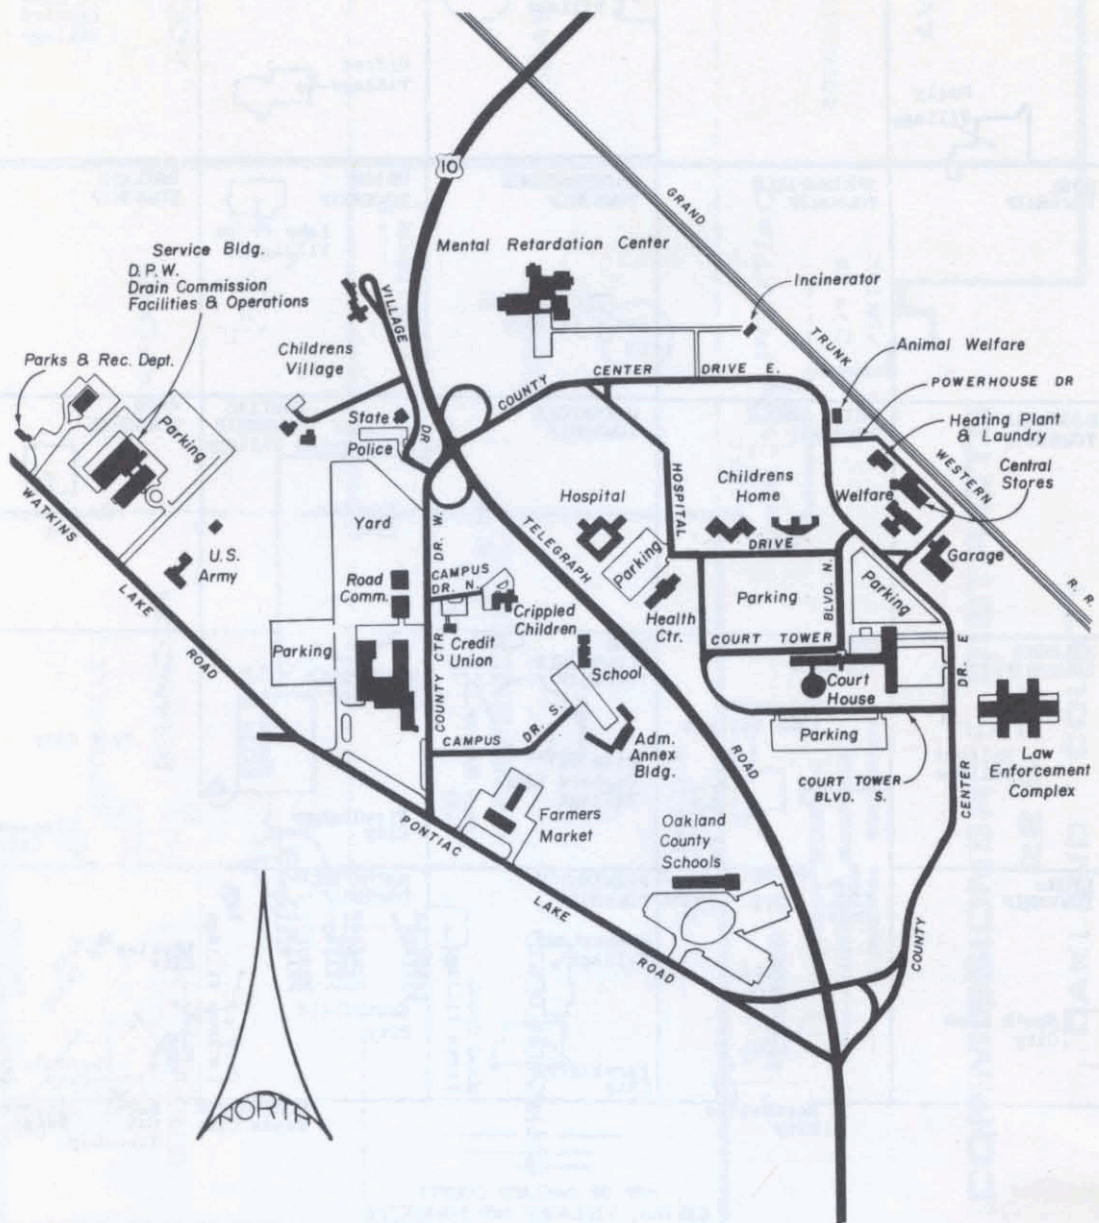 10
GRAND
TRUNK
WESTERN
R. R.
Service Bldg.
D. P. W.
Drain Commission
Facilities & Operations
Mental Retardation Center
Incinerator
VILLAGE
DR.
Parks & Rec. Dept.
Childrens
Village
COUNTY
CENTER
DRIVE E.
Animal Welfare
POWERHOUSE DR
Parking
State
Police
Heating Plant
& Laundry
Central
Stores
WATKINS
LAKE
ROAD
Yard
HOSPITAL
DRIVE
Hospital
Childrens
Home
Welfare
U.S.
Army
Road
Comm.
COUNTY CTR
DR. W.
CAMPUS
DR. N.
TELEGRAPH
ROAD
Parking
Garage
Crippled
Children
Health
Ctr.
Parking
BLVD. N.
Parking
COURT TOWER
Parking
Credit
Union
School
Court
House
CAMPUS
DR. S.
Adm.
Annex
Bldg.
Parking
COURT TOWER
BLVD. S.
COUNTY
CENTER
DR. E
Law
Enforcement
Complex
PONTIAC
LAKE
ROAD
Farmers
Market
Oakland
County
Schools
NORTH